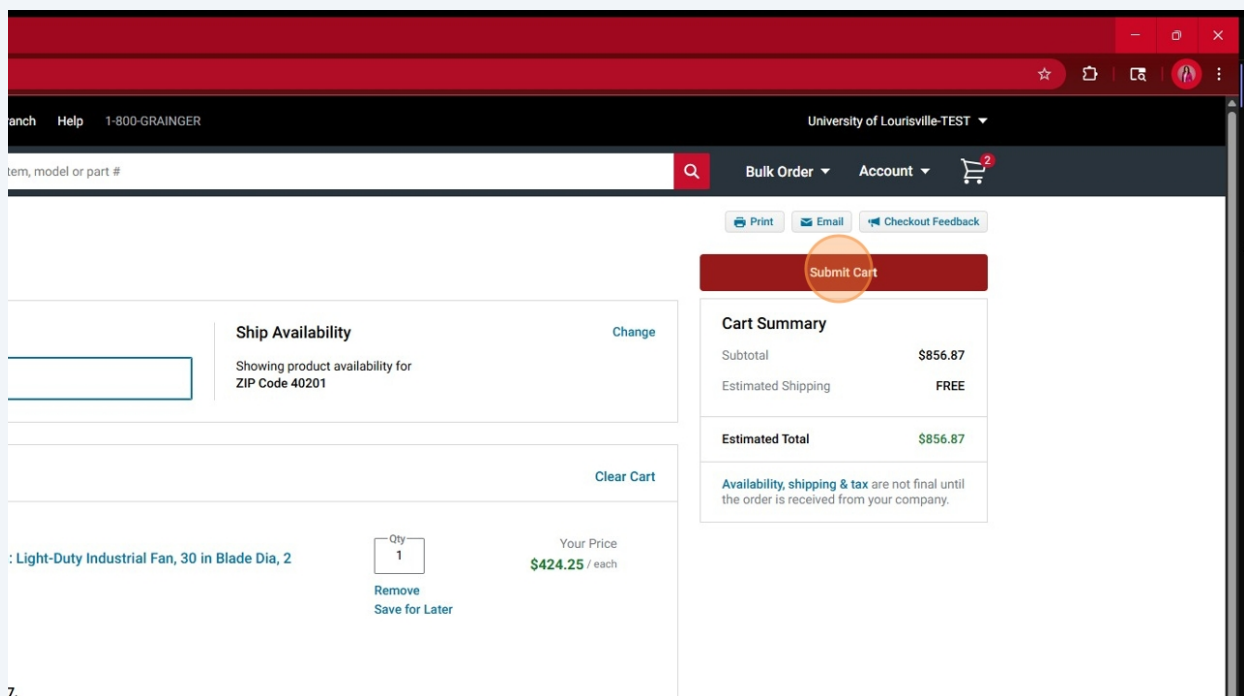 Help 1-800-GRAINGER University of Lourisville-TEST
tem, model or part # Bulk Order Account 2
Print Email Checkout Feedback
Submit Cart
Ship Availability Change
Showing product availability for
ZIP Code 40201
Cart Summary
Subtotal $856.87
Estimated Shipping FREE
Estimated Total $856.87
Availability, shipping & tax are not final until
the order is received from your company.
Clear Cart
: Light-Duty Industrial Fan, 30 in Blade Dia, 2
Qty
1
Remove
Save for Later
Your Price
$424.25 / each
7.